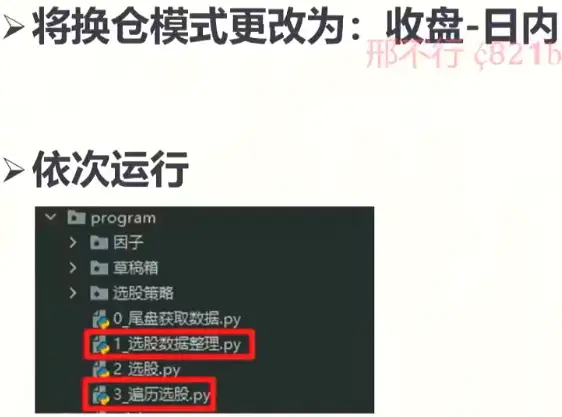 ➢将换仓模式更改为：收盘-日内
邢不行 ç821b
➢依次运行
program
因子
草稿箱
选股策略
0_尾盘获取数据.py
1_选股数据整理.py
2_选股.py
3_遍历选股.py